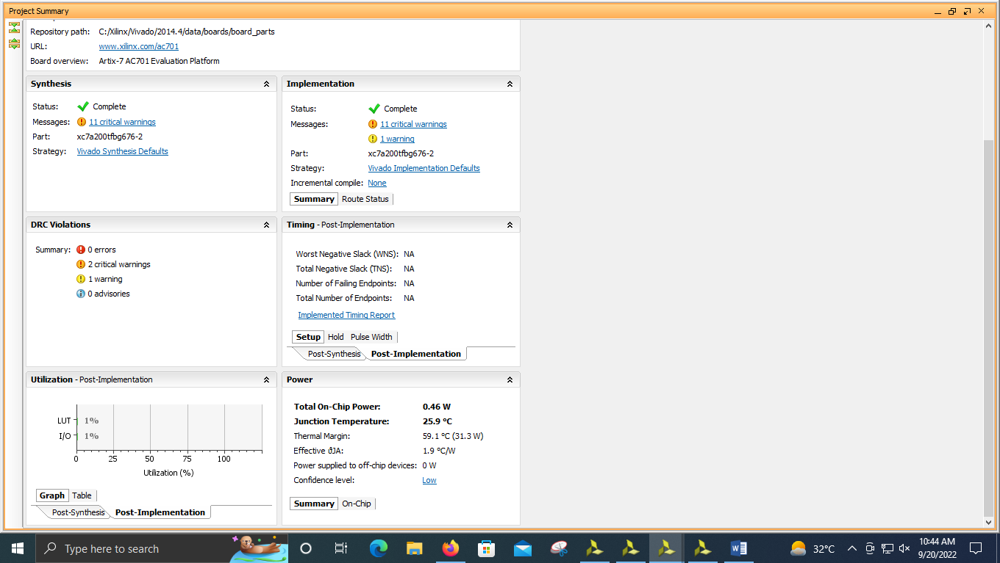 Project Summary
Repository path: C:/Xilinx/Vivado/2014.4/data/boards/board_parts
URL: www.xilinx.com/ac701
Board overview: Artix-7 AC701 Evaluation Platform
Synthesis
Status: Complete
Messages: 11 critical warnings
Part: xc7a200tfbg676-2
Strategy: Vivado Synthesis Defaults
Implementation
Status: Complete
Messages: 11 critical warnings
1 warning
Part: xc7a200tfbg676-2
Strategy: Vivado Implementation Defaults
Incremental compile: None
Summary Route Status
DRC Violations
Summary: 0 errors
2 critical warnings
1 warning
0 advisories
Timing - Post-Implementation
Worst Negative Slack (WNS): NA
Total Negative Slack (TNS): NA
Number of Failing Endpoints: NA
Total Number of Endpoints: NA
Implemented Timing Report
Setup Hold Pulse Width
Post-Synthesis Post-Implementation
Utilization - Post-Implementation
LUT 1%
I/O 1%
0 25 50 75 100
Utilization (%)
Graph Table
Post-Synthesis Post-Implementation
Power
Total On-Chip Power: 0.46 W
Junction Temperature: 25.9 °C
Thermal Margin: 59.1 °C (31.3 W)
Effective ϑJA: 1.9 °C/W
Power supplied to off-chip devices: 0 W
Confidence level: Low
Summary On-Chip
Type here to search
32°C
10:44 AM
9/20/2022